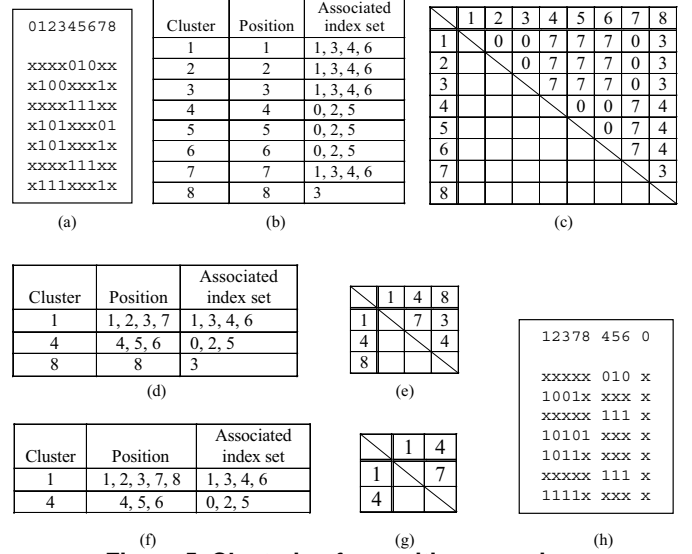 012345678
xxxx010xx
x100xxx1x
xxxx111xx
x101xxx01
x101xxx1x
xxxx111xx
x111xxx1x
(a)
Cluster Position Associated index set
1 1 1, 3, 4, 6
2 2 1, 3, 4, 6
3 3 1, 3, 4, 6
4 4 0, 2, 5
5 5 0, 2, 5
6 6 0, 2, 5
7 7 1, 3, 4, 6
8 8 3
(b)
1 2 3 4 5 6 7 8
1 0 0 7 7 7 0 3
2 0 7 7 7 0 3
3 7 7 7 0 3
4 0 0 7 4
5 0 7 4
6 7 4
7 3
8
(c)
Cluster Position Associated index set
1 1, 2, 3, 7 1, 3, 4, 6
4 4, 5, 6 0, 2, 5
8 8 3
(d)
1 4 8
1 7 3
4 4
8
(e)
Cluster Position Associated index set
1 1, 2, 3, 7, 8 1, 3, 4, 6
4 4, 5, 6 0, 2, 5
(f)
1 4
1 7
4
(g)
12378 456 0
xxxxx 010 x
1001x xxx x
xxxxx 111 x
10101 xxx x
1011x xxx x
xxxxx 111 x
1111x xxx x
(h)
Figure 5.